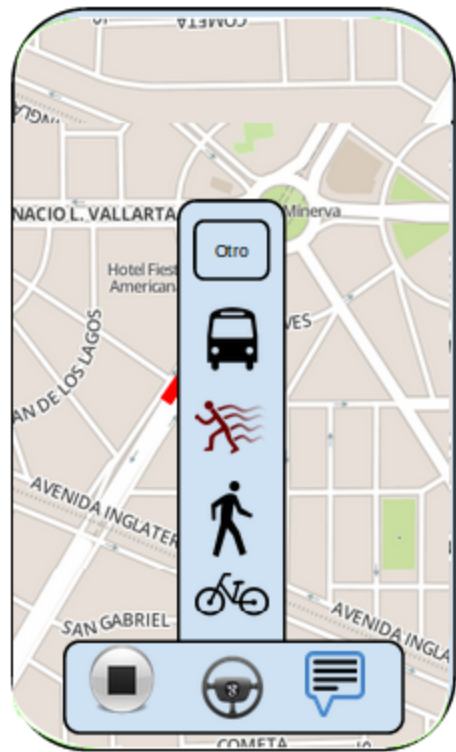 COMETA
INGL
NACIO L. VALLARTA
Minerva
Otro
Hotel Fiest
American
VES
AN DE LOS LAGOS
AVENIDA INGLATER
SAN GABRIEL
AVENIDA INGLA
COMETA